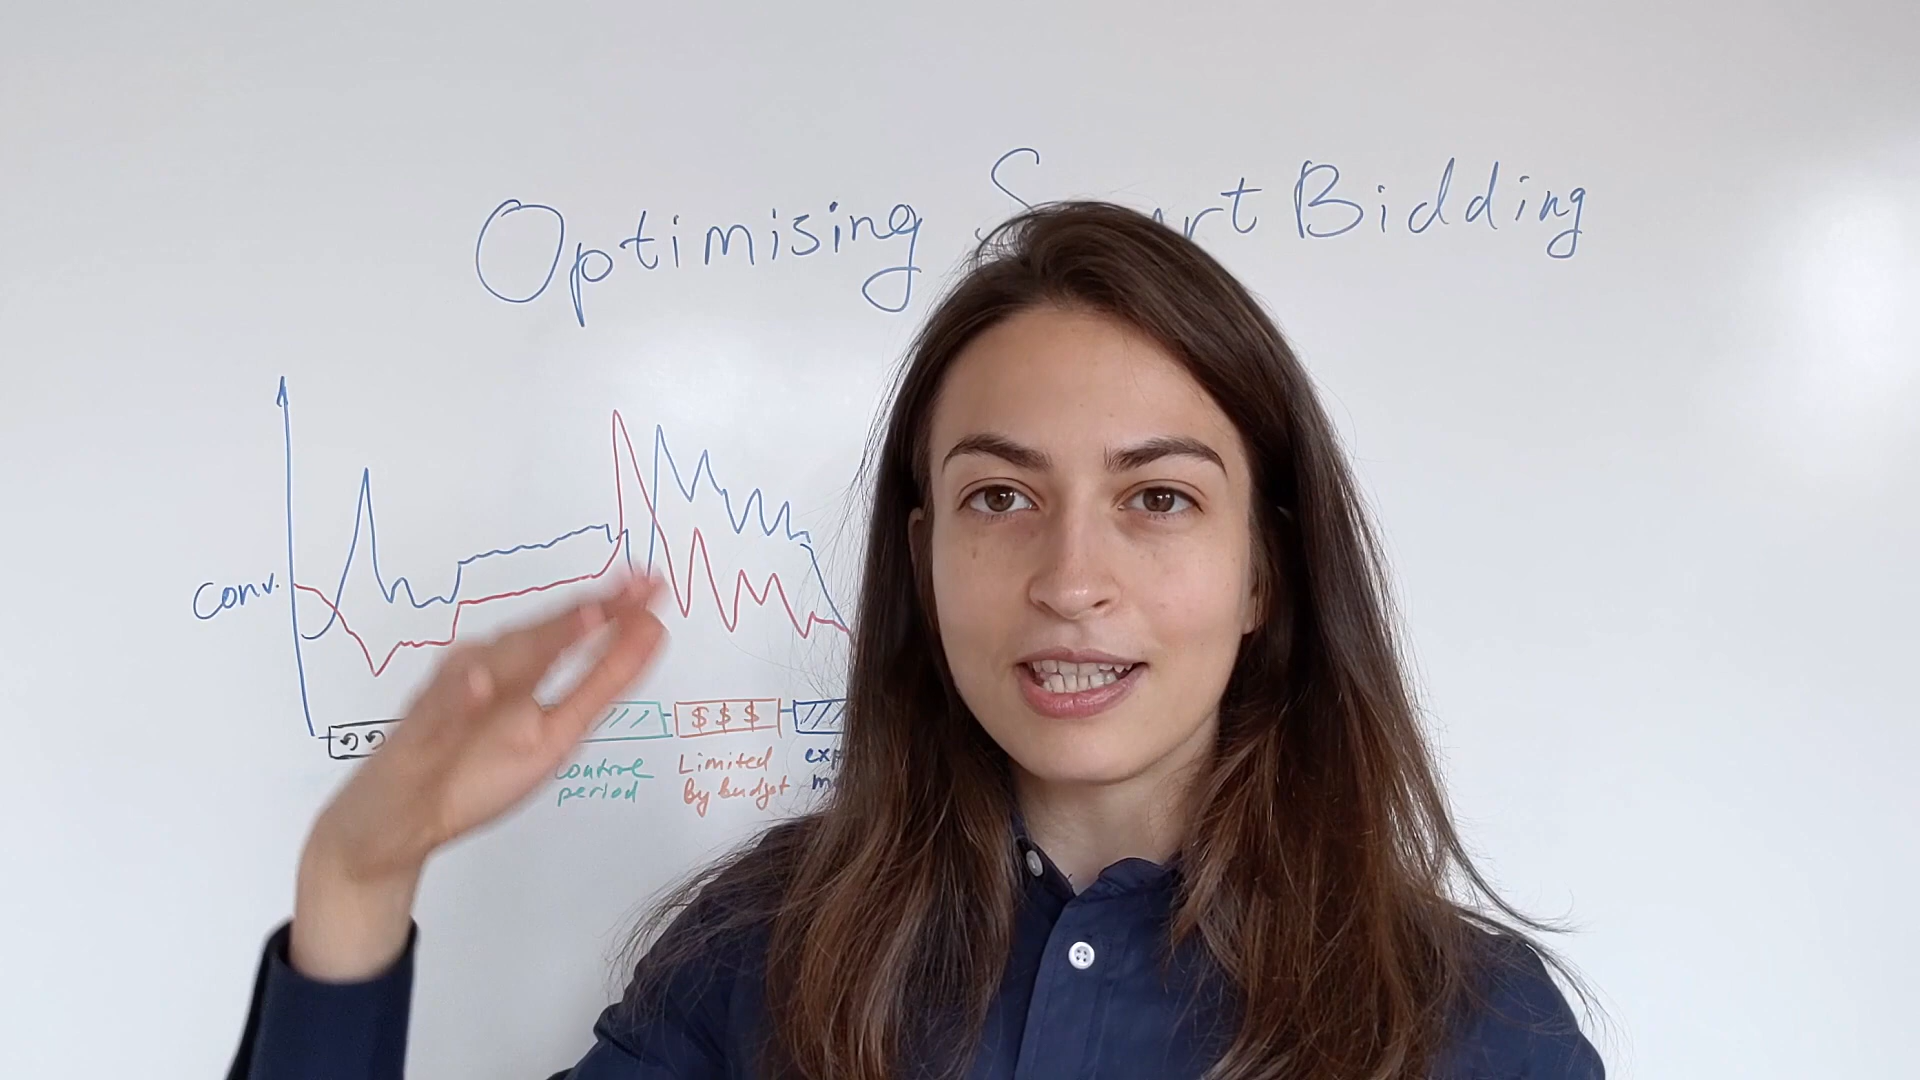 Optimising
Bidding
Conv.
$ $ $
control
period
Limited
by budget